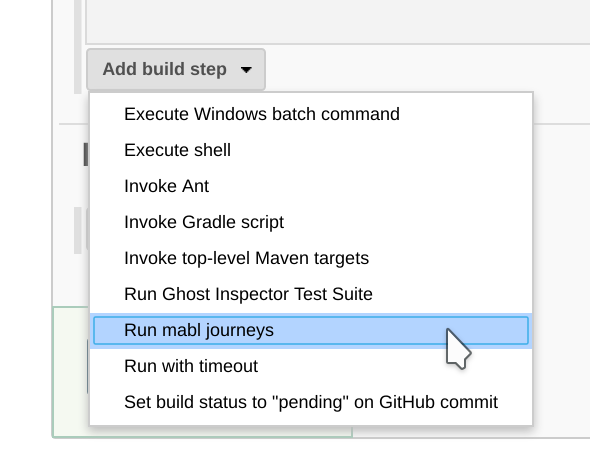 Add build step
Execute Windows batch command
Execute shell
Invoke Ant
Invoke Gradle script
Invoke top-level Maven targets
Run Ghost Inspector Test Suite
Run mabl journeys
Run with timeout
Set build status to "pending" on GitHub commit